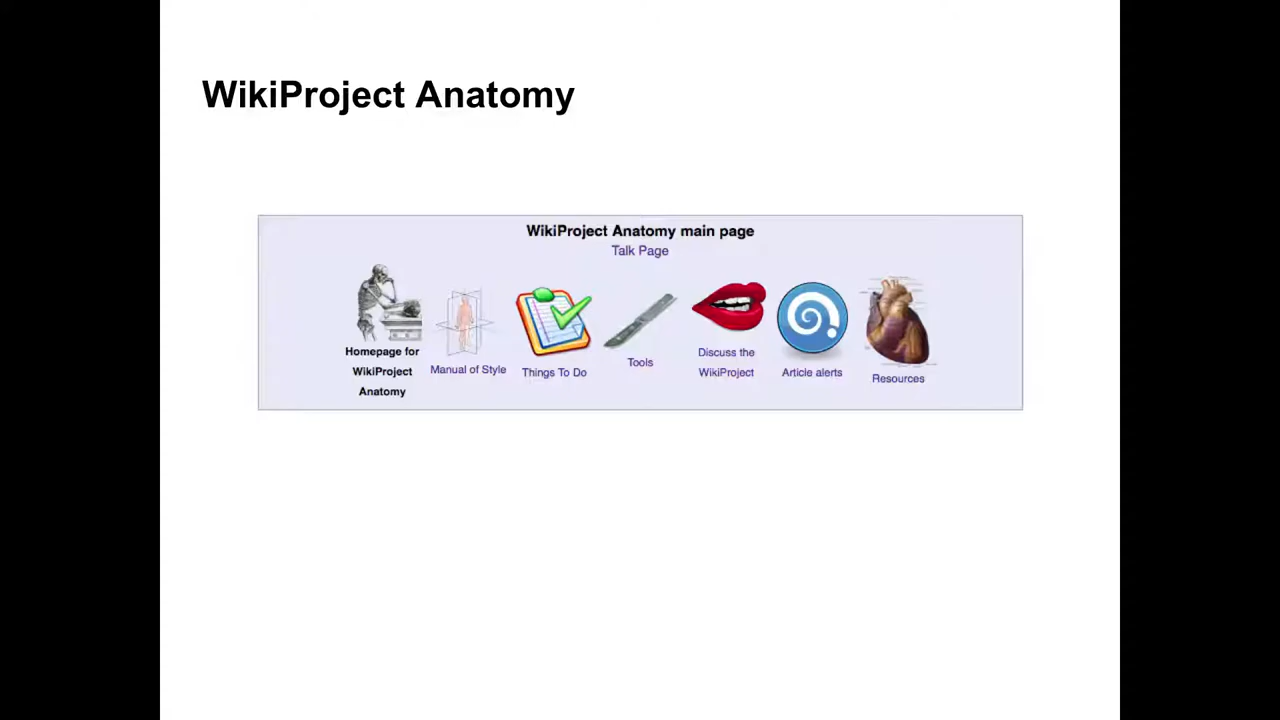 WikiProject Anatomy
WikiProject Anatomy main page
Talk Page
Homepage for
WikiProject
Anatomy
Manual of Style
Things To Do
Tools
Discuss the
WikiProject
Article alerts
Resources